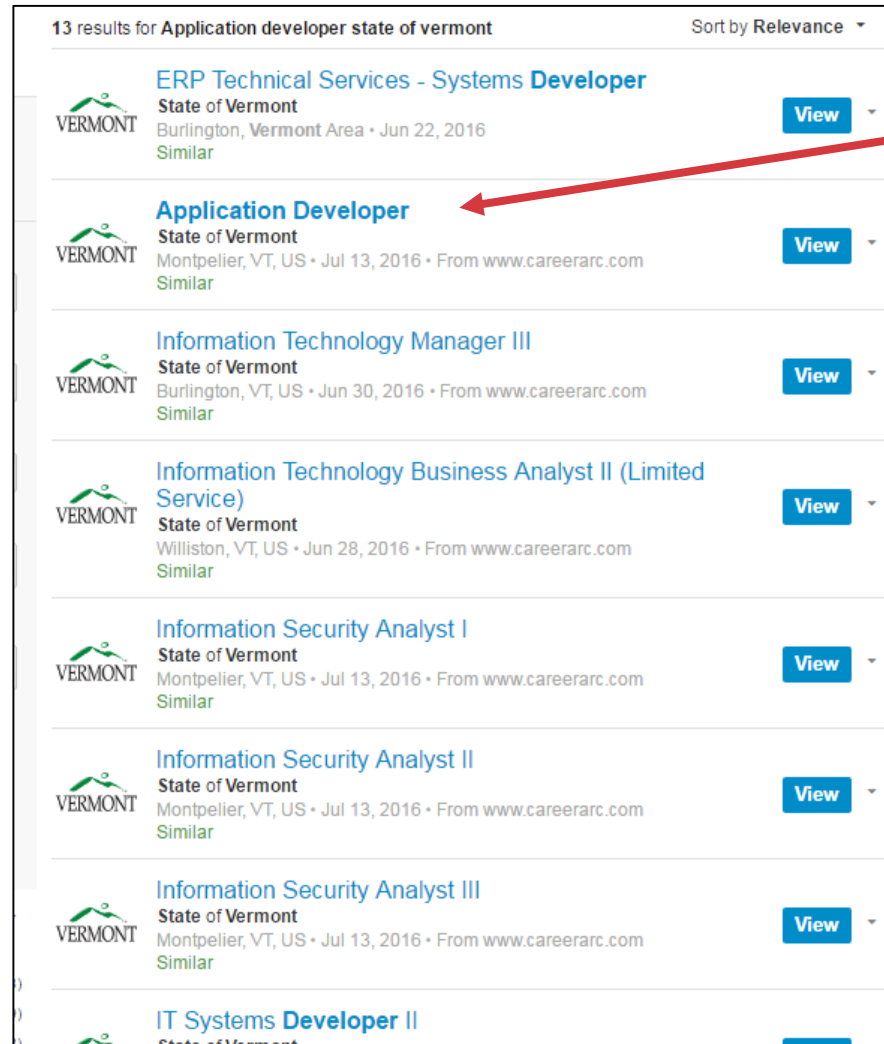 13 results for Application developer state of vermont Sort by Relevance
ERP Technical Services - Systems Developer
State of Vermont
VERMONT
Burlington, Vermont Area • Jun 22, 2016
Similar
View
Application Developer
State of Vermont
VERMONT
Montpelier, VT, US • Jul 13, 2016 • From www.careerarc.com
Similar
View
Information Technology Manager III
State of Vermont
VERMONT
Burlington, VT, US • Jun 30, 2016 • From www.careerarc.com
Similar
View
Information Technology Business Analyst II (Limited
Service)
State of Vermont
VERMONT
Williston, VT, US • Jun 28, 2016 • From www.careerarc.com
Similar
View
Information Security Analyst I
State of Vermont
VERMONT
Montpelier, VT, US • Jul 13, 2016 • From www.careerarc.com
Similar
View
Information Security Analyst II
State of Vermont
VERMONT
Montpelier, VT, US • Jul 13, 2016 • From www.careerarc.com
Similar
View
Information Security Analyst III
State of Vermont
VERMONT
Montpelier, VT, US • Jul 13, 2016 • From www.careerarc.com
Similar
View
IT Systems Developer II
State of Vermont